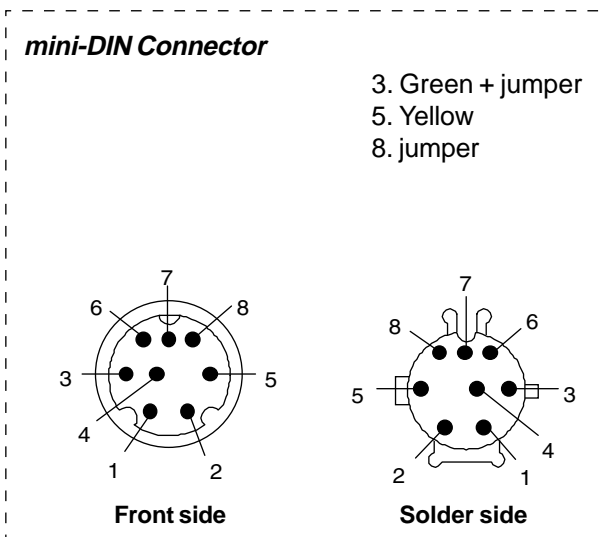 mini-DIN Connector
3. Green + jumper
5. Yellow
8. jumper
7
6 8
3 5
4
1 2
Front side
7
8 6
5 3
4
2 1
Solder side